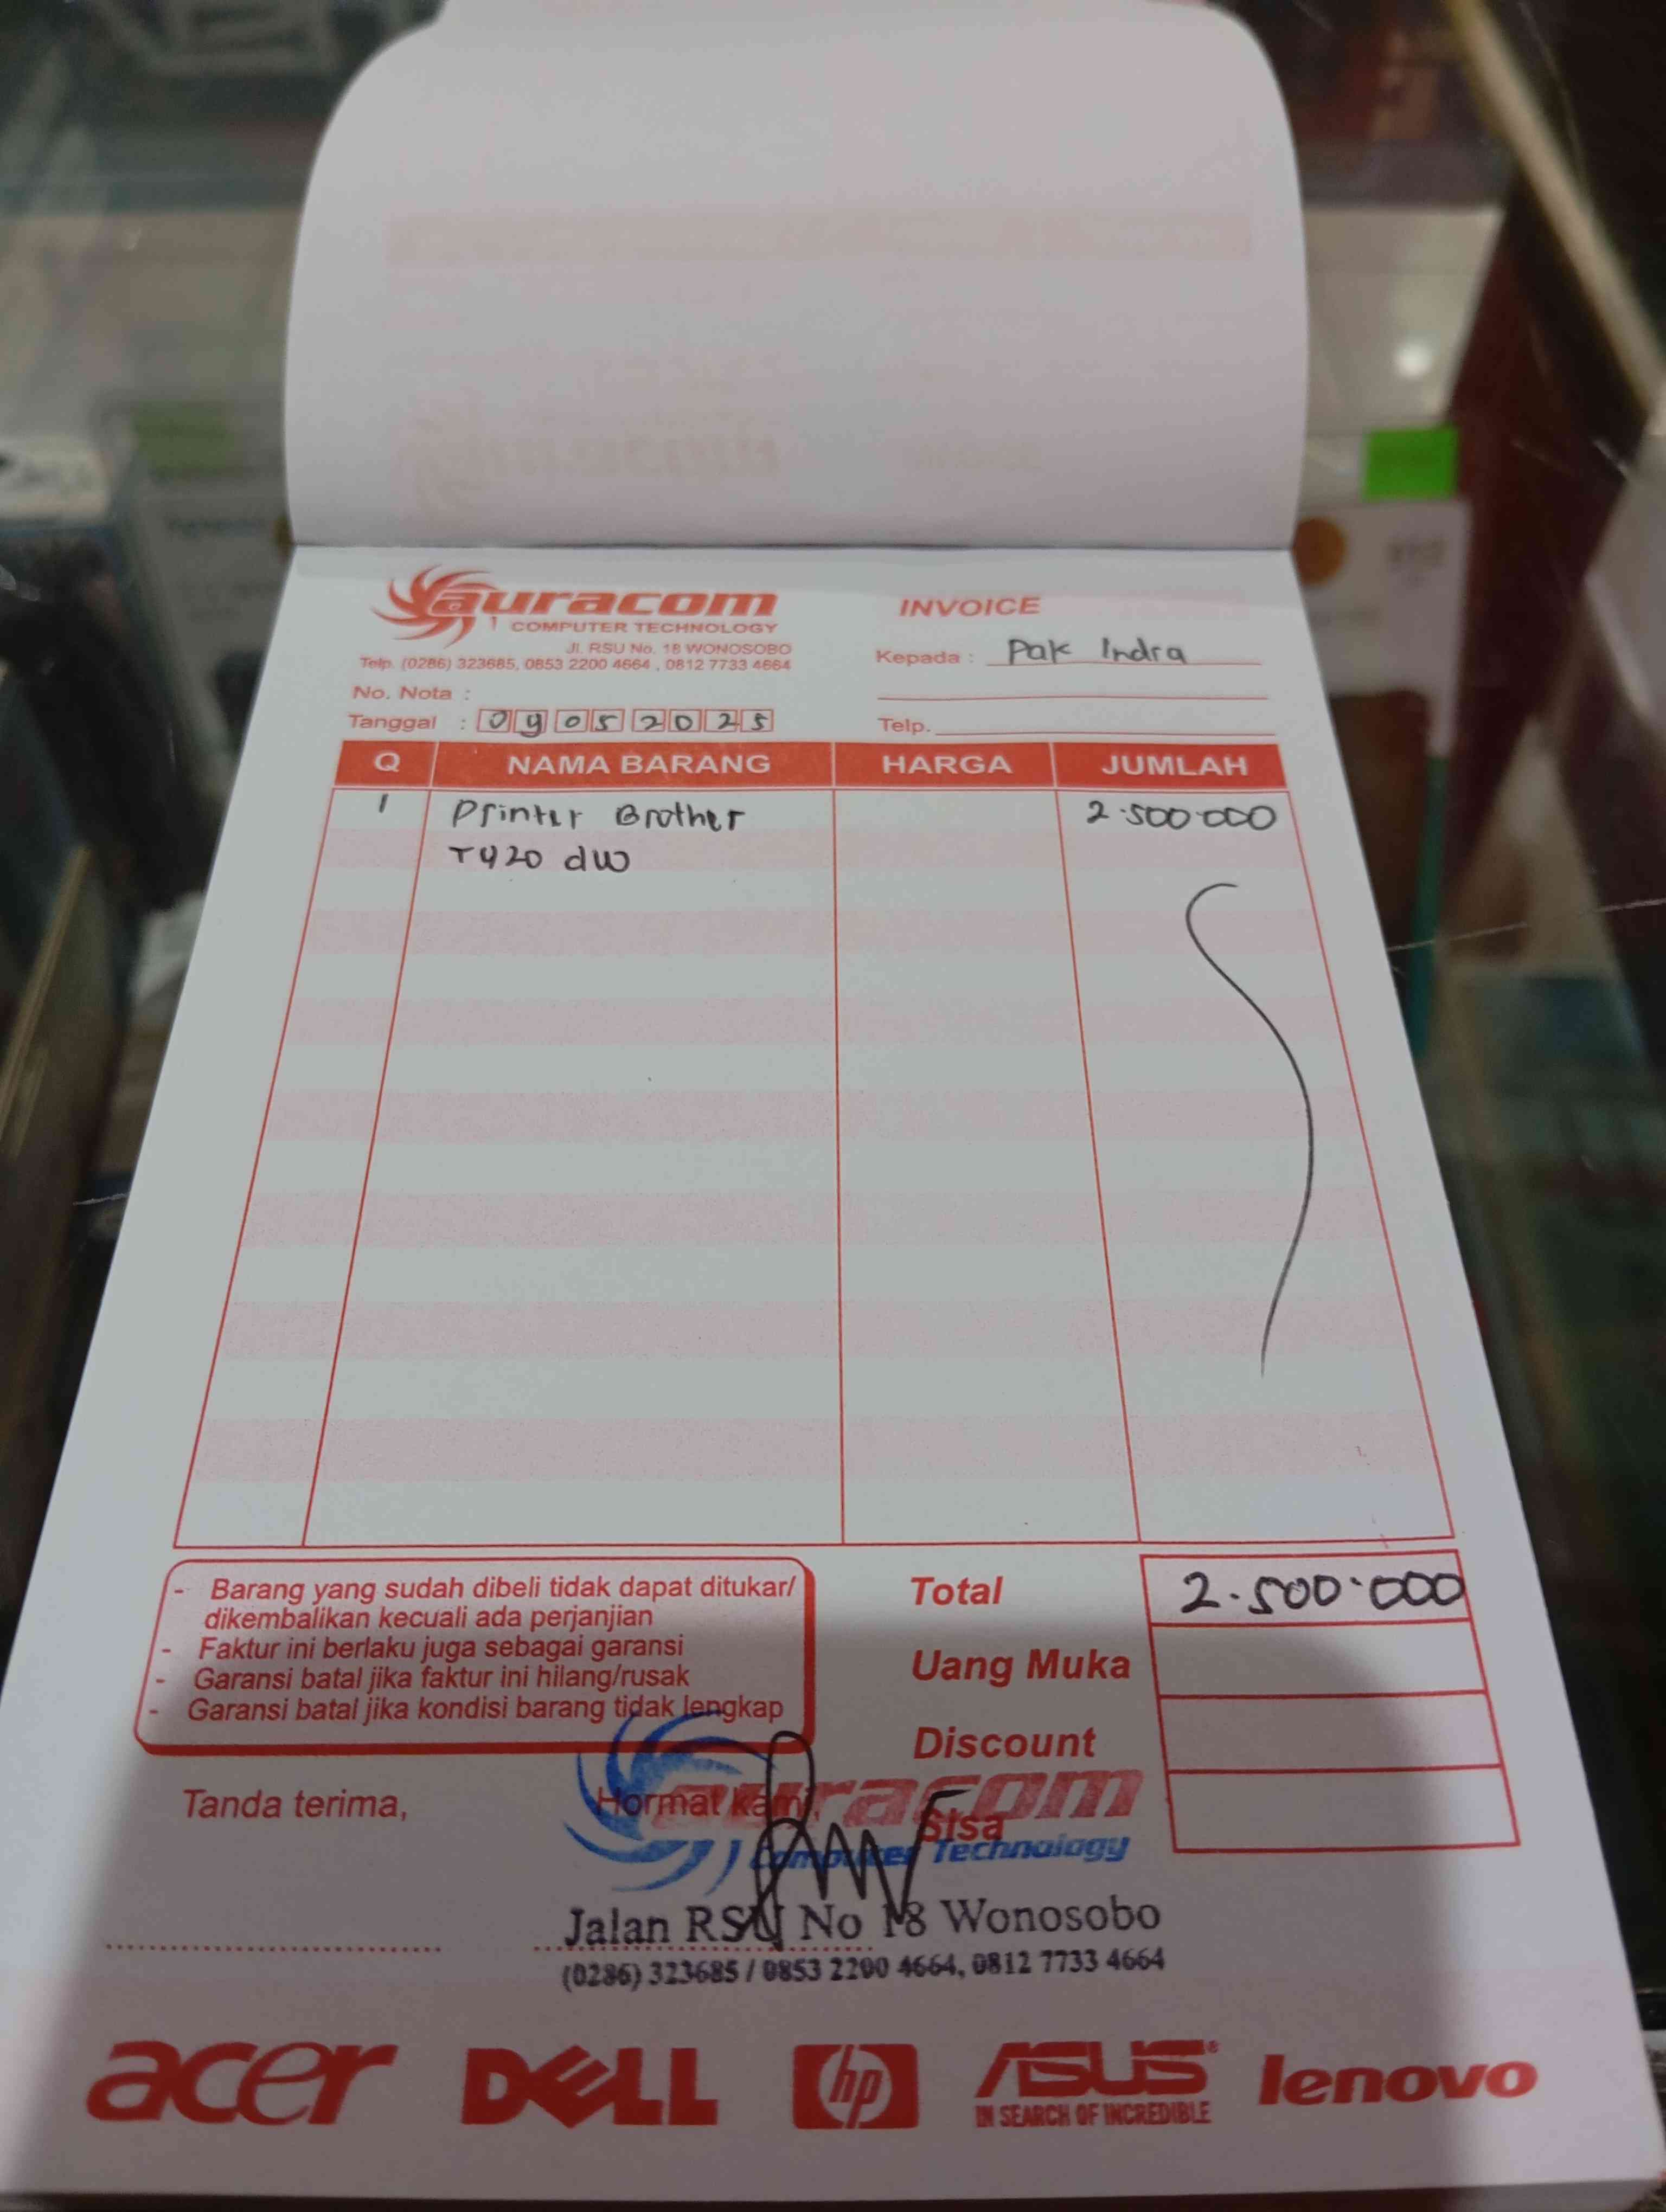 auracom
COMPUTER TECHNOLOGY
Jl. RSU No. 18 WONOSOBO
Telp. (0286) 323685, 0853 2200 4664 , 0812 7733 4664
No. Nota :
Tanggal : 09 05 2025
INVOICE
Kepada : Pak Indra
Telp.
Q NAMA BARANG HARGA JUMLAH
1 Printer Brother 2.500.000
T420 dw
- Barang yang sudah dibeli tidak dapat ditukar/
dikembalikan kecuali ada perjanjian
- Faktur ini berlaku juga sebagai garansi
- Garansi batal jika faktur ini hilang/rusak
- Garansi batal jika kondisi barang tidak lengkap
Total 2.500.000
Uang Muka
Discount
Sisa
Tanda terima,
Hormat kami,
auracom
Computer Technology
Jalan RSU No 18 Wonosobo
(0286) 323685 / 0853 2200 4664, 0812 7733 4664
acer DELL hp ASUS lenovo
IN SEARCH OF INCREDIBLE